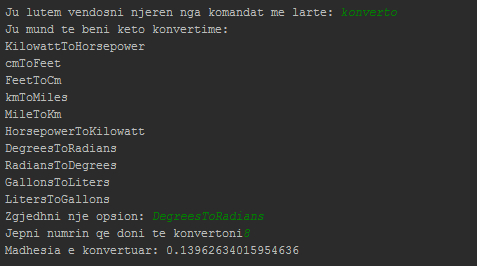 Ju lutem vendosni njeren nga komandat me larte: konverto
Ju mund te beni keto konvertime:
KilowattToHorsepower
cmToFeet
FeetToCm
kmToMiles
MileToKm
HorsepowerToKilowatt
DegreesToRadians
RadiansToDegrees
GallonsToLiters
LitersToGallons
Zgjedhni nje opsion: DegreesToRadians
Jepni numrin qe doni te konvertoni8
Madhesia e konvertuar: 0.13962634015954636